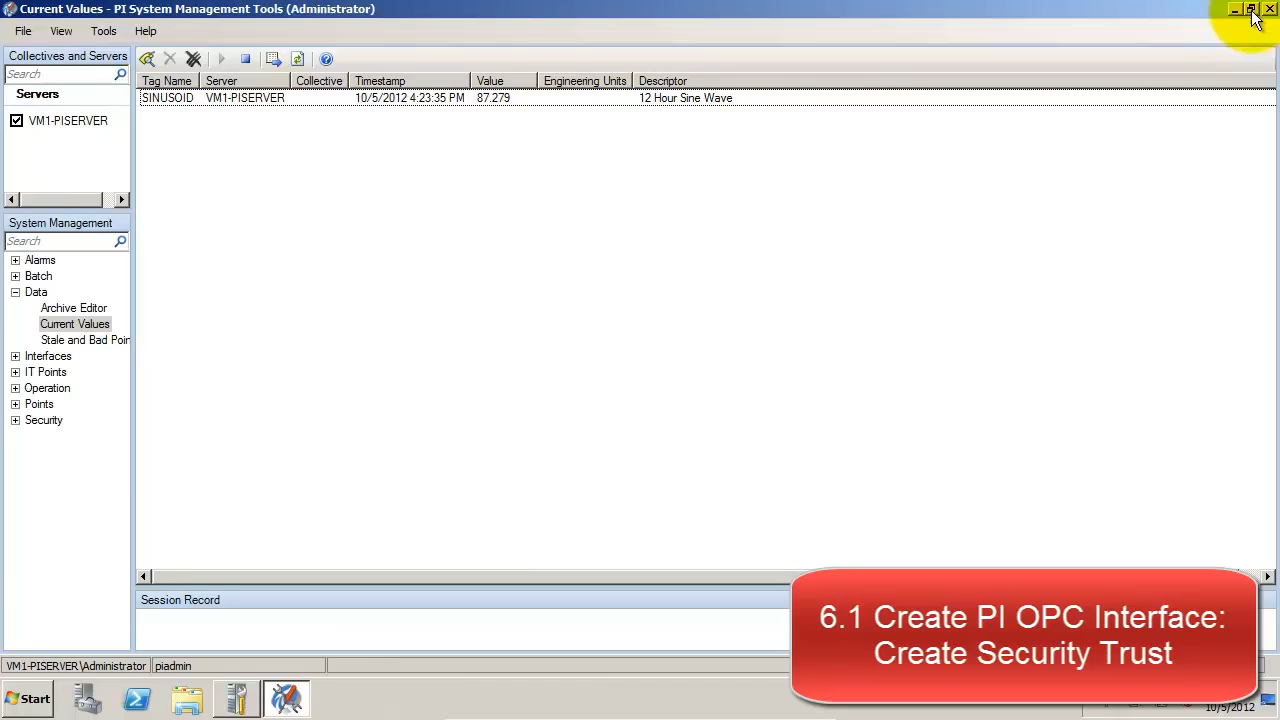 Current Values - PI System Management Tools (Administrator)
File View Tools Help
Collectives and Servers
Search
Servers
VM1-PISERVER
Tag Name Server Collective Timestamp Value Engineering Units Descriptor
SINUSOID VM1-PISERVER 10/5/2012 4:23:35 PM 87.279 12 Hour Sine Wave
System Management
Search
Alarms
Batch
Data
Archive Editor
Current Values
Stale and Bad Poin
Interfaces
IT Points
Operation
Points
Security
Session Record
6.1 Create PI OPC Interface:
Create Security Trust
VM1-PISERVER\Administrator piadmin
Start
10/5/2012